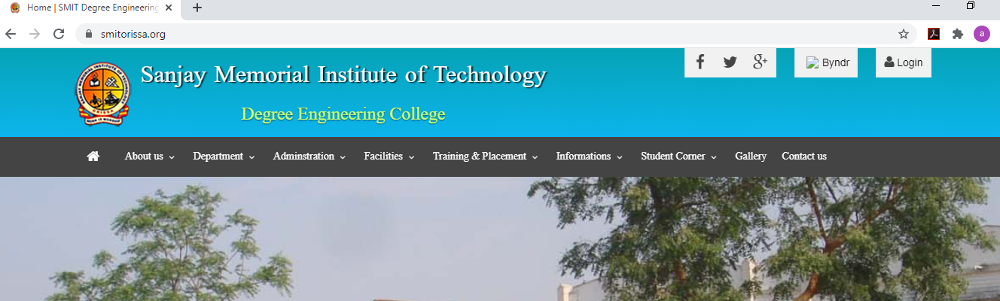 Home | SMIT Degree Engineering
smitorissa.org
a
Sanjay Memorial Institute of Technology
Degree Engineering College
Byndr
Login
About us
Department
Adminstration
Facilities
Training & Placement
Informations
Student Corner
Gallery
Contact us